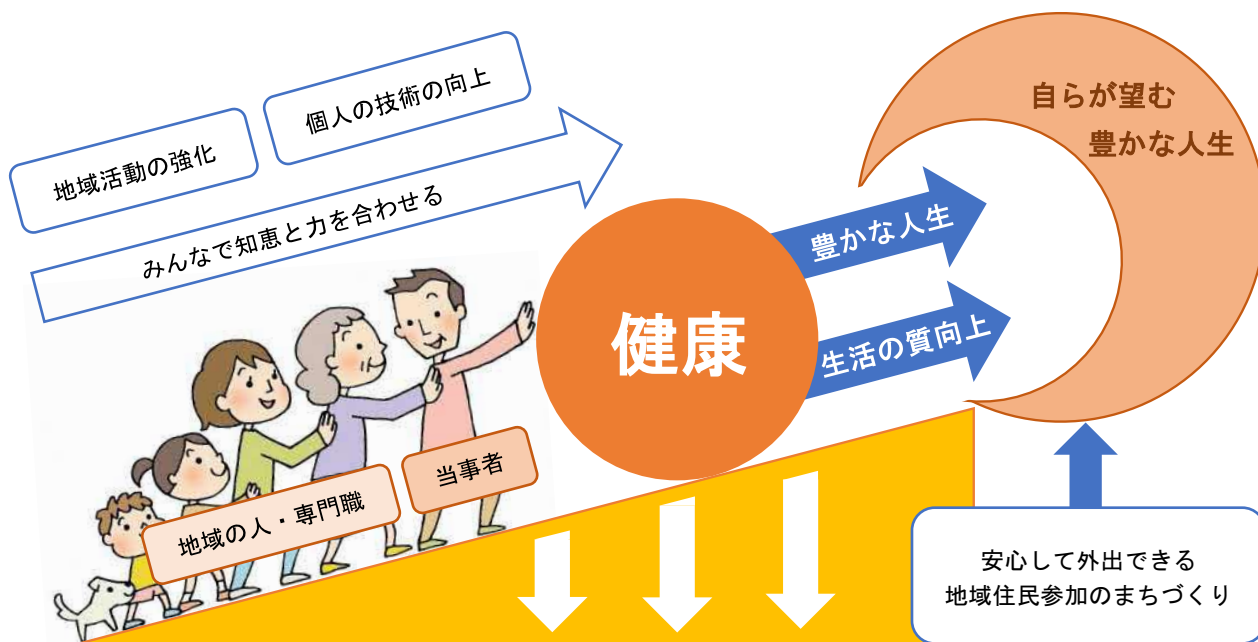 個人の技術の向上
地域活動の強化
みんなで知恵と力を合わせる
自らが望む
豊かな人生
豊かな人生
健康
生活の質向上
当事者
地域の人・専門職
安心して外出できる
地域住民参加のまちづくり